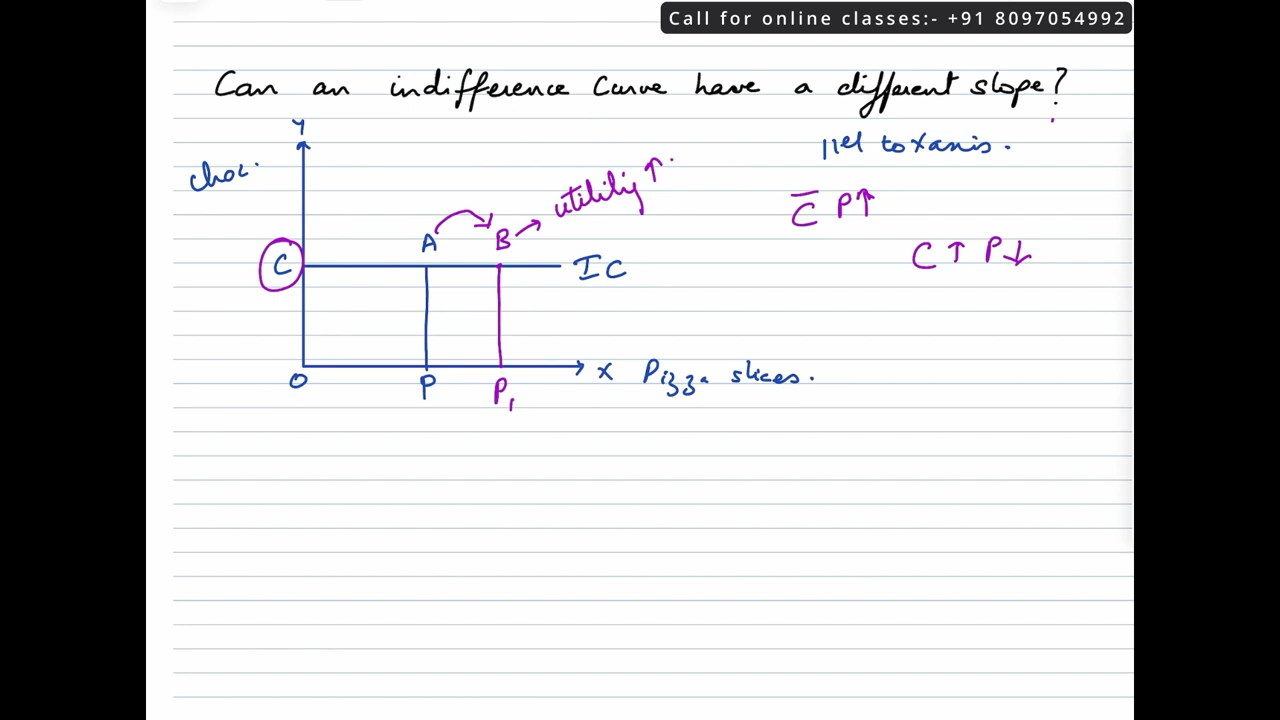 Call for online classes:- +91 8097054992
Can an indifference curve have a different slope?
Y
choc.
||el to x axis.
utility ↑.
C̅ P↑
A B
C ↑ P↓
C IC
X Pizza slices.
O P P₁